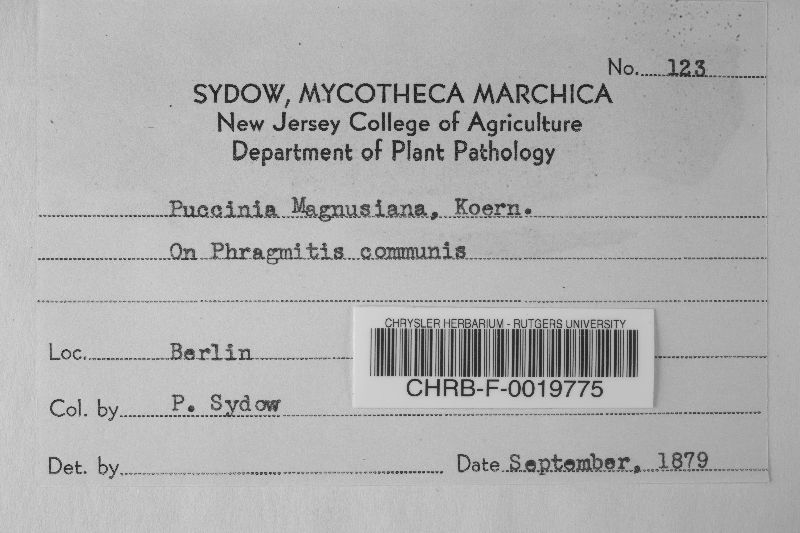 No. 123
SYDOW, MYCOTHECA MARCHICA
New Jersey College of Agriculture
Department of Plant Pathology
Puccinia Magnusiana, Koern.
On Phragmitis communis
CHRYSLER HERBARIUM - RUTGERS UNIVERSITY
Loc. Berlin
CHRB-F-0019775
Col. by P. Sydow
Det. by
Date September, 1879